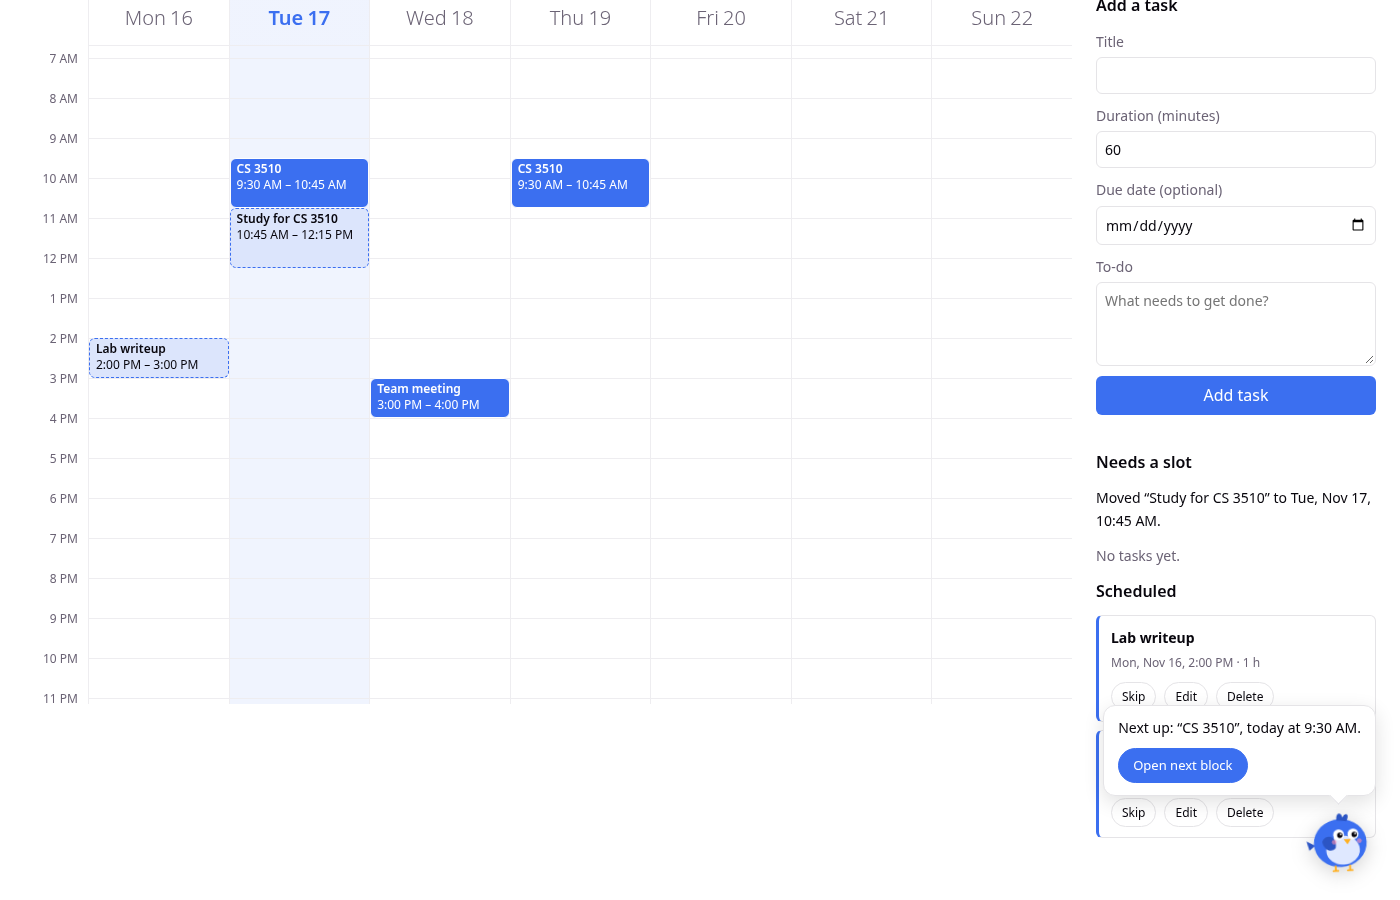 Mon 16
Tue 17
Wed 18
Thu 19
Fri 20
Sat 21
Sun 22
7 AM
8 AM
9 AM
10 AM
11 AM
12 PM
1 PM
2 PM
3 PM
4 PM
5 PM
6 PM
7 PM
8 PM
9 PM
10 PM
11 PM
Lab writeup
2:00 PM – 3:00 PM
CS 3510
9:30 AM – 10:45 AM
Study for CS 3510
10:45 AM – 12:15 PM
Team meeting
3:00 PM – 4:00 PM
CS 3510
9:30 AM – 10:45 AM
Add a task
Title
Duration (minutes)
60
Due date (optional)
mm/dd/yyyy
To-do
What needs to get done?
Add task
Needs a slot
Moved “Study for CS 3510” to Tue, Nov 17,
10:45 AM.
No tasks yet.
Scheduled
Lab writeup
Mon, Nov 16, 2:00 PM · 1 h
Skip
Edit
Delete
Next up: “CS 3510”, today at 9:30 AM.
Open next block
Skip
Edit
Delete